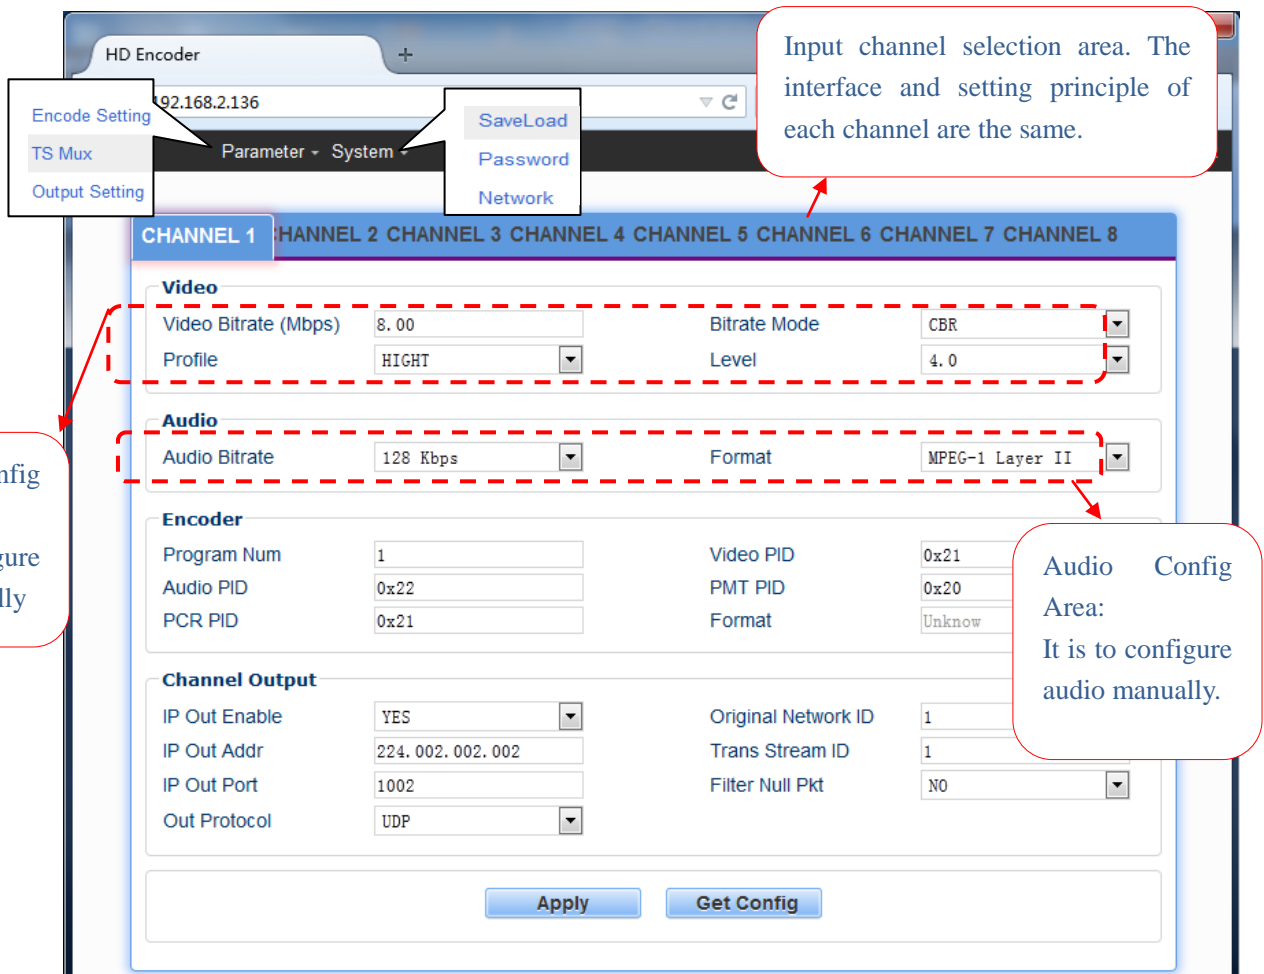 HD Encoder
Input channel selection area. The
interface and setting principle of
each channel are the same.
92.168.2.136
Encode Setting
TS Mux
Output Setting
Parameter
System
SaveLoad
Password
Network
CHANNEL 1 HANNEL 2 CHANNEL 3 CHANNEL 4 CHANNEL 5 CHANNEL 6 CHANNEL 7 CHANNEL 8
Video
Video Bitrate (Mbps) 8.00 Bitrate Mode CBR
Profile HIGHT Level 4.0
Audio
Audio Bitrate 128 Kbps Format MPEG-1 Layer II
Encoder
Program Num 1 Video PID 0x21
Audio PID 0x22 PMT PID 0x20
PCR PID 0x21 Format Unknow
Audio Config
Area:
It is to configure
audio manually.
Channel Output
IP Out Enable YES Original Network ID 1
IP Out Addr 224.002.002.002 Trans Stream ID 1
IP Out Port 1002 Filter Null Pkt NO
Out Protocol UDP
Apply Get Config